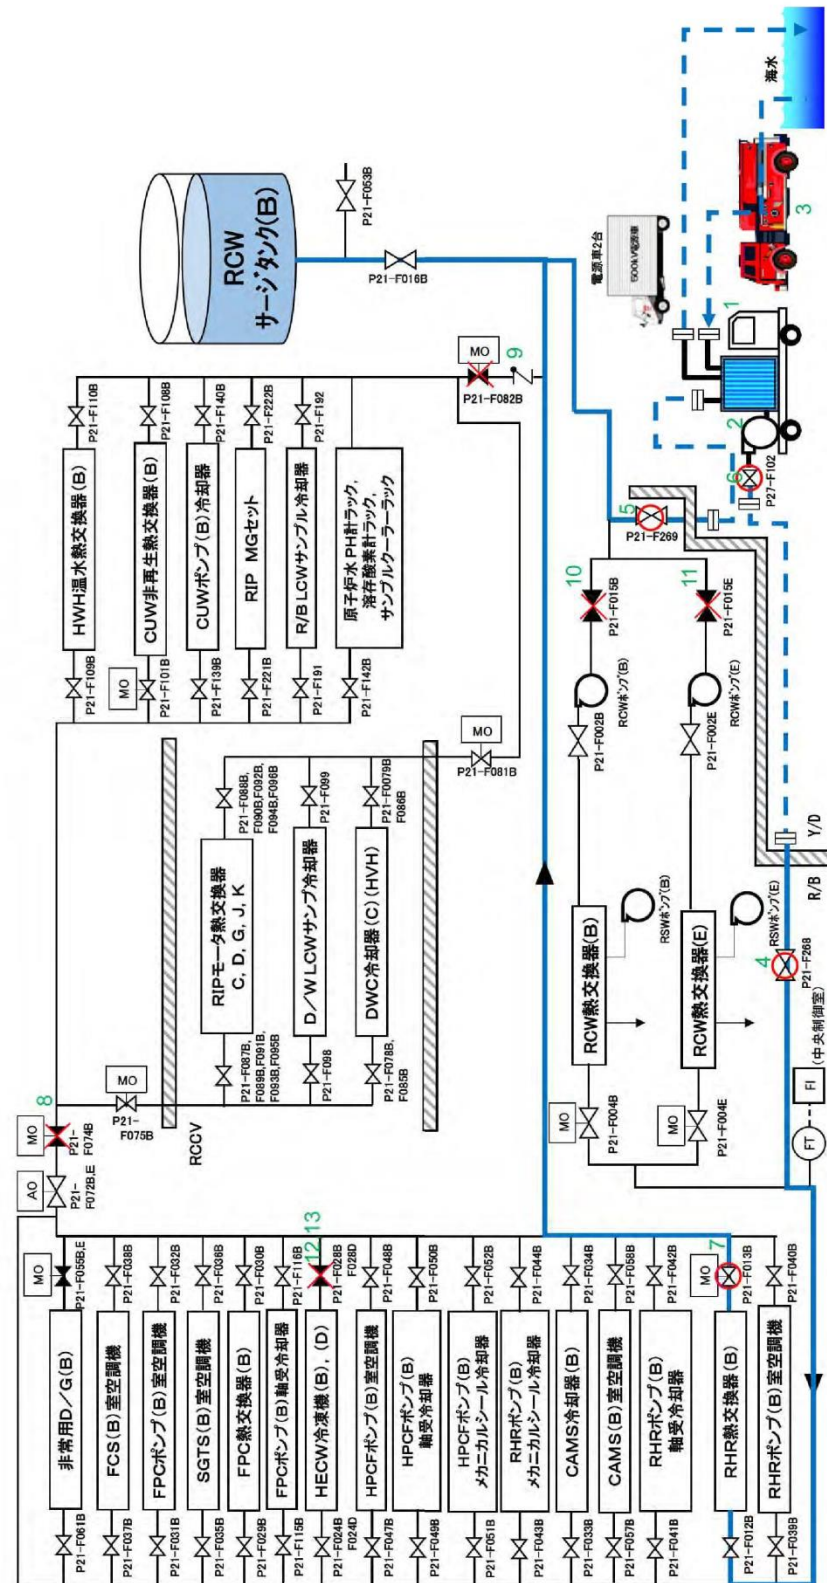 海水
3
電源車2台
500kV電源車
1
2
6
P27-F102
RCW
サージタンク(B)
P21-F053B
P21-F016B
MO
P21-F082B
9
5
P21-F269
P21-F110B
HWH温水熱交換器(B)
P21-F109B
P21-F108B
CUW非再生熱交換器(B)
MO
P21-F101B
P21-F140B
CUWポンプ(B)冷却器
P21-F139B
P21-F222B
RIP MGセット
P21-F221B
P21-F192
R/B LCWサンプル冷却器
P21-F191
原子炉水PH計ラック,
溶存酸素計ラック,
サンプルクーラーラック
P21-F142B
10
P21-F015B
RCWポンプ(B)
P21-F002B
11
P21-F015E
RCWポンプ(E)
P21-F002E
MO
P21-F081B
P21-F088B,
F090B,F092B,
F094B,F096B
RIPモータ熱交換器
C, D, G, J, K
P21-F087B,
F089B,F091B,
F093B,F095B
P21-F099
D/W LCWサンプ冷却器
P21-F098
P21-F0079B
F086B
DWC冷却器(C)(HVH)
P21-F078B,
F085B
RCCV
MO
P21-
F075B
8
MO
P21-
F074B
AO
P21-
F072B,E
RSWポンプ(B)
RCW熱交換器(B)
MO
P21-F004B
RSWポンプ(E)
RCW熱交換器(E)
MO
P21-F004E
4
P21-F268
R/B
Y/D
FT
FI
(中央制御室)
MO
P21-F055B,E
非常用D/G(B)
P21-F061B
P21-F038B
FCS(B)室空調機
P21-F037B
P21-F032B
FPCポンプ(B)室空調機
P21-F031B
P21-F036B
SGTS(B)室空調機
P21-F035B
P21-F030B
FPC熱交換器(B)
P21-F029B
P21-F116B
FPCポンプ(B)軸受冷却器
P21-F115B
12
13
P21-F028B
F028D
HECW冷凍機(B), (D)
P21-F024B
F024D
P21-F048B
HPCFポンプ(B)室空調機
P21-F047B
P21-F050B
HPCFポンプ(B)
軸受冷却器
P21-F049B
P21-F052B
HPCFポンプ(B)
メカニカルシール冷却器
P21-F051B
P21-F044B
RHRポンプ(B)
メカニカルシール冷却器
P21-F043B
P21-F034B
CAMS冷却器(B)
P21-F033B
P21-F058B
CAMS(B)室空調機
P21-F057B
P21-F042B
RHRポンプ(B)
軸受冷却器
P21-F041B
7
MO
P21-F013B
RHR熱交換器(B)
P21-F012B
P21-F040B
RHRポンプ(B)室空調機
P21-F039B